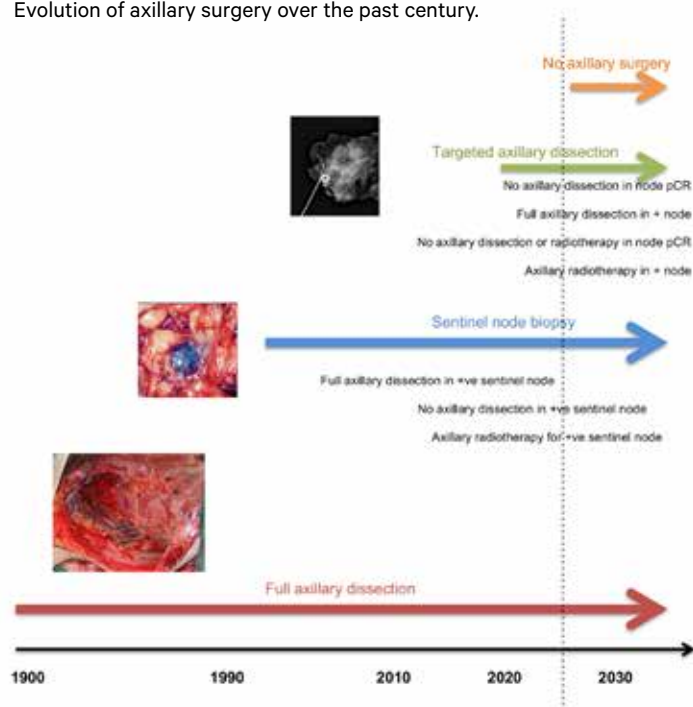 Evolution of axillary surgery over the past century.
No axillary surgery
Targeted axillary dissection
No axillary dissection in node pCR
Full axillary dissection in + node
No axillary dissection or radiotherapy in node pCR
Axillary radiotherapy in + node
Sentinel node biopsy
Full axillary dissection in +ve sentinel node
No axillary dissection in +ve sentinel node
Axillary radiotherapy for +ve sentinel node
Full axillary dissection
1900 1990 2010 2020 2030